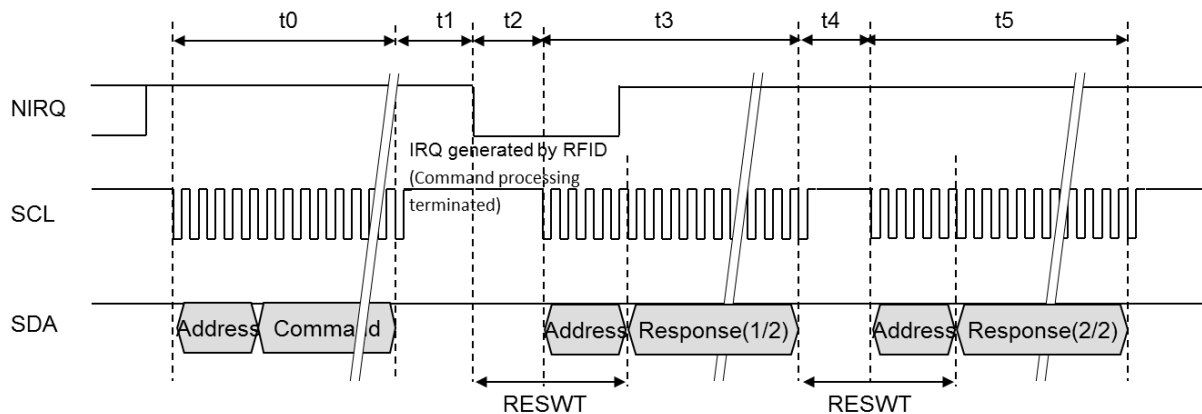 t0 t1 t2 t3 t4 t5
NIRQ
IRQ generated by RFID
(Command processing
terminated)
SCL
SDA
Address Command Address Response(1/2) Address Response(2/2)
RESWT RESWT